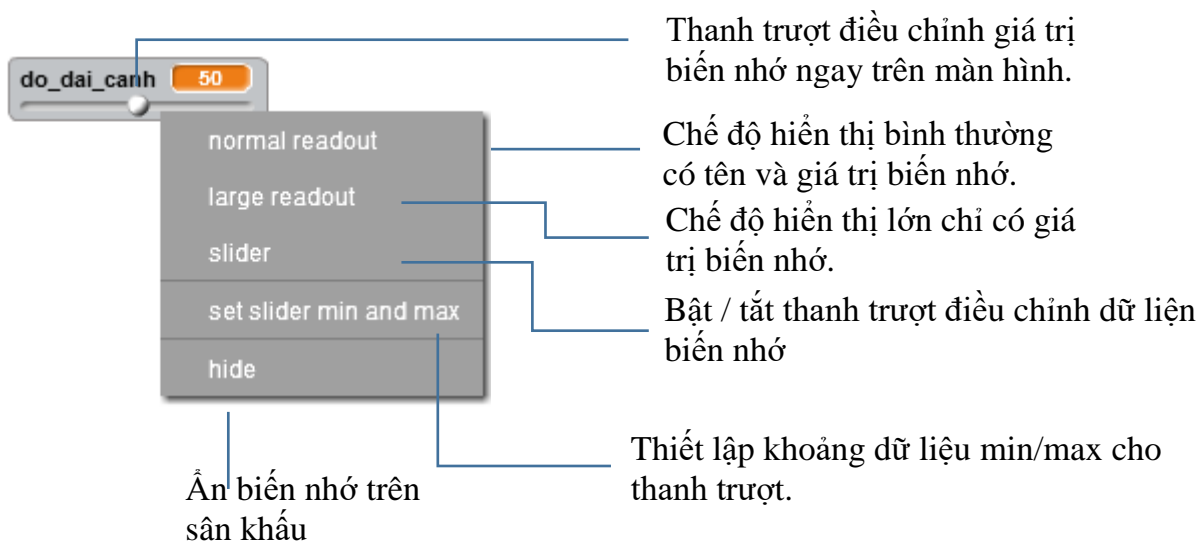 Thanh trượt điều chỉnh giá trị
biến nhớ ngay trên màn hình.
do_dai_canh 50
normal readout
large readout
slider
set slider min and max
hide
Chế độ hiển thị bình thường
có tên và giá trị biến nhớ.
Chế độ hiển thị lớn chỉ có giá
trị biến nhớ.
Bật / tắt thanh trượt điều chỉnh dữ liện
biến nhớ
Thiết lập khoảng dữ liệu min/max cho
thanh trượt.
Ẩn biến nhớ trên
sân khấu